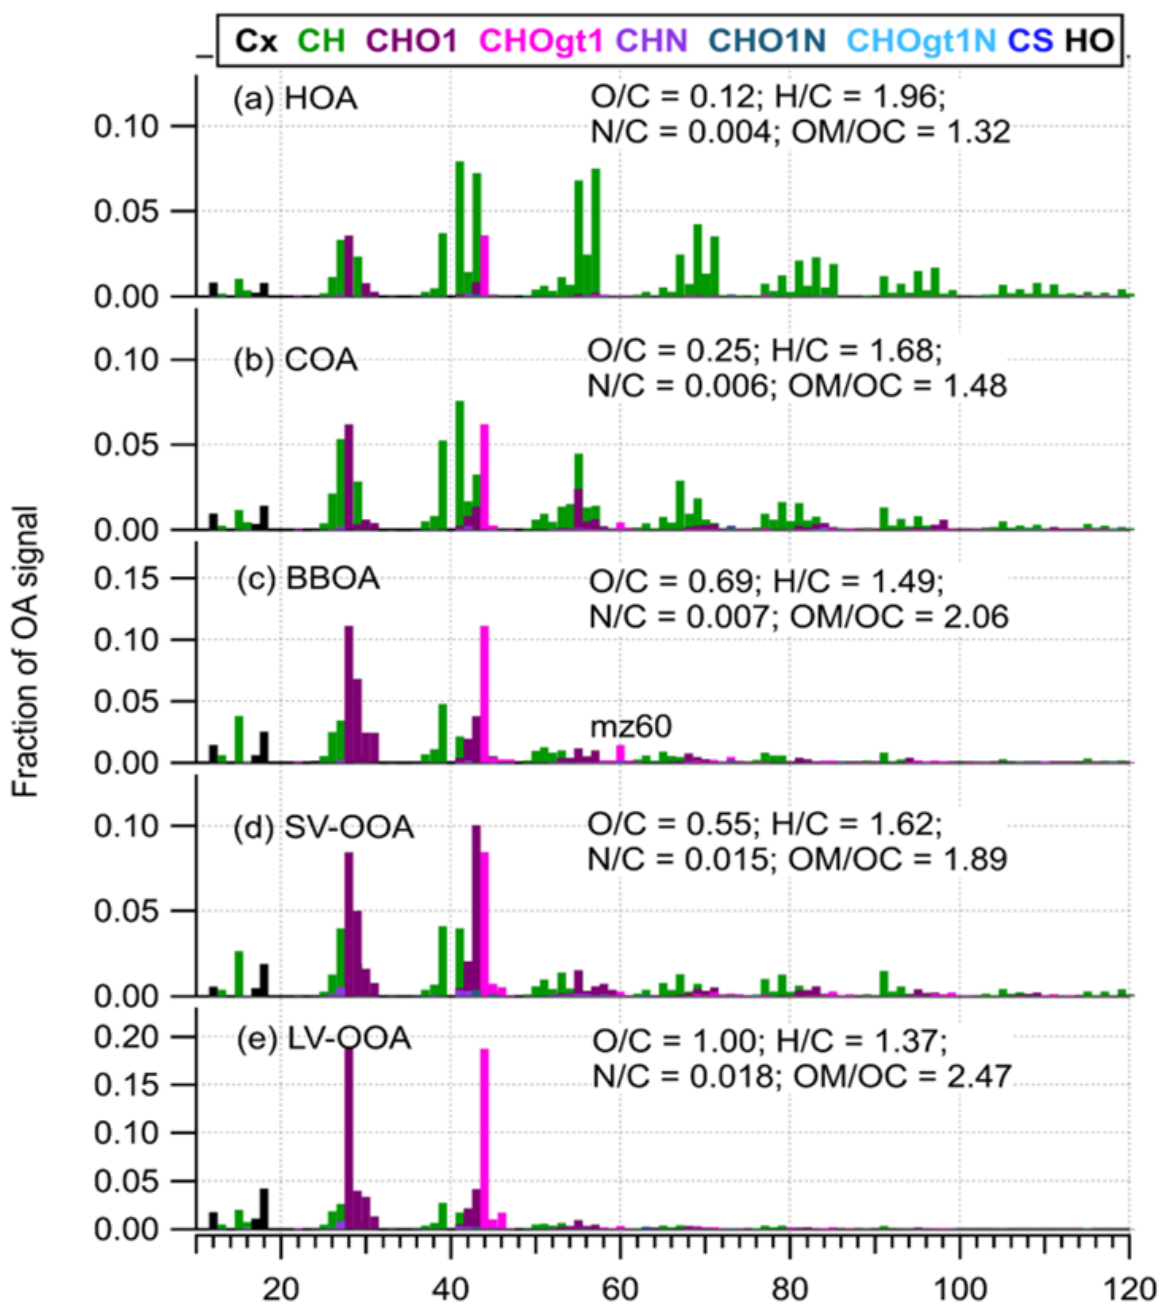 Cx CH CHO1 CHOgt1 CHN CHO1N CHOgt1N CS HO
(a) HOA
O/C = 0.12; H/C = 1.96;
N/C = 0.004; OM/OC = 1.32
0.10
0.05
0.00
(b) COA
O/C = 0.25; H/C = 1.68;
N/C = 0.006; OM/OC = 1.48
0.10
0.05
0.00
(c) BBOA
O/C = 0.69; H/C = 1.49;
N/C = 0.007; OM/OC = 2.06
0.15
0.10
0.05
0.00
mz60
(d) SV-OOA
O/C = 0.55; H/C = 1.62;
N/C = 0.015; OM/OC = 1.89
0.10
0.05
0.00
(e) LV-OOA
O/C = 1.00; H/C = 1.37;
N/C = 0.018; OM/OC = 2.47
0.20
0.15
0.10
0.05
0.00
20 40 60 80 100 120
Fraction of OA signal